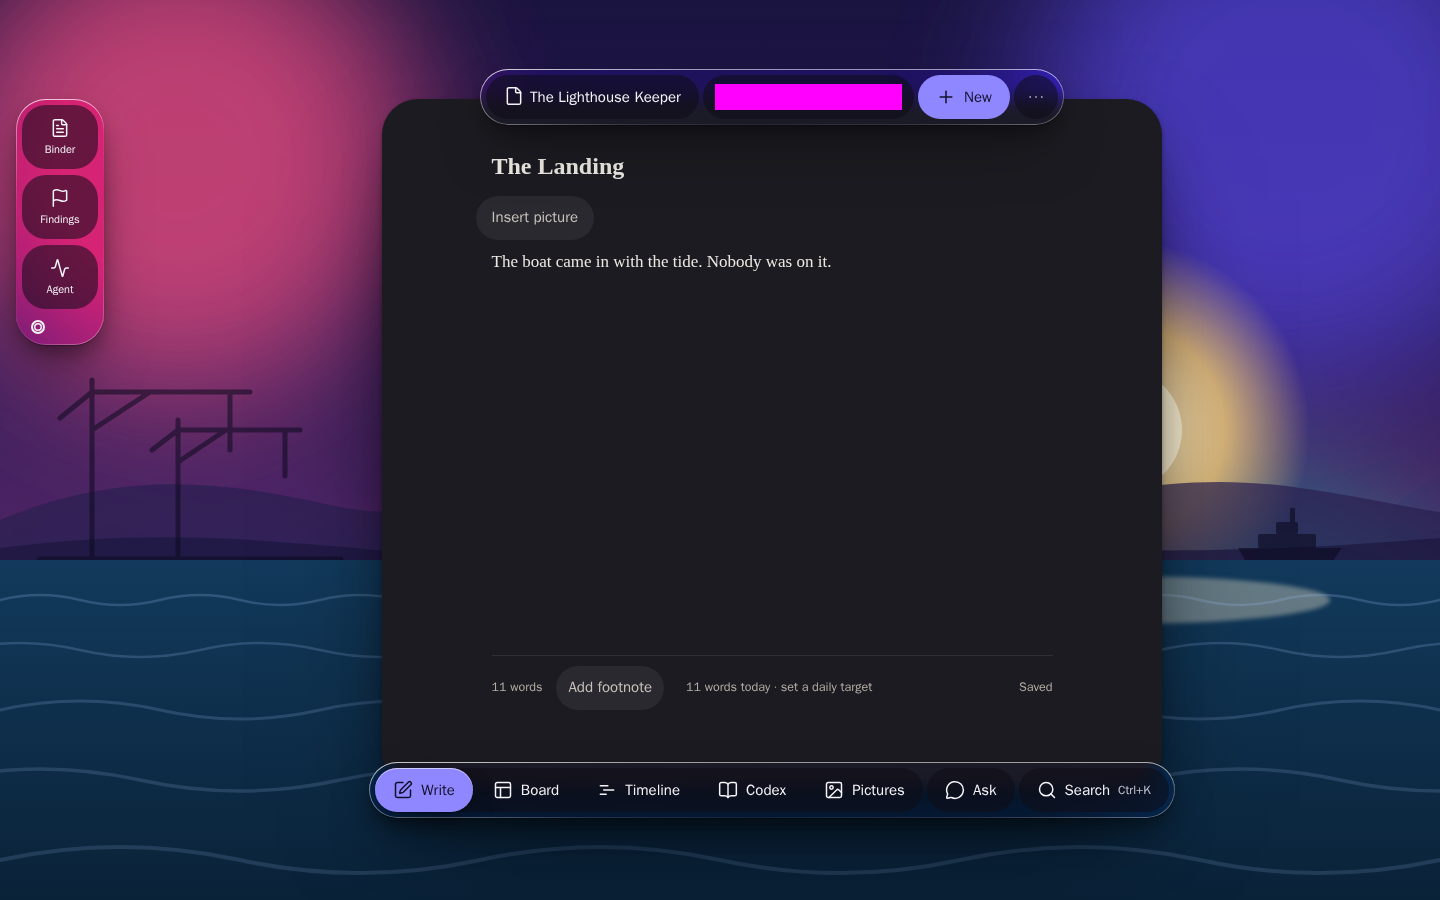 The Lighthouse Keeper
New
Binder
Findings
Agent
The Landing
Insert picture
The boat came in with the tide. Nobody was on it.
11 words
Add footnote
11 words today · set a daily target
Saved
Write
Board
Timeline
Codex
Pictures
Ask
Search Ctrl+K